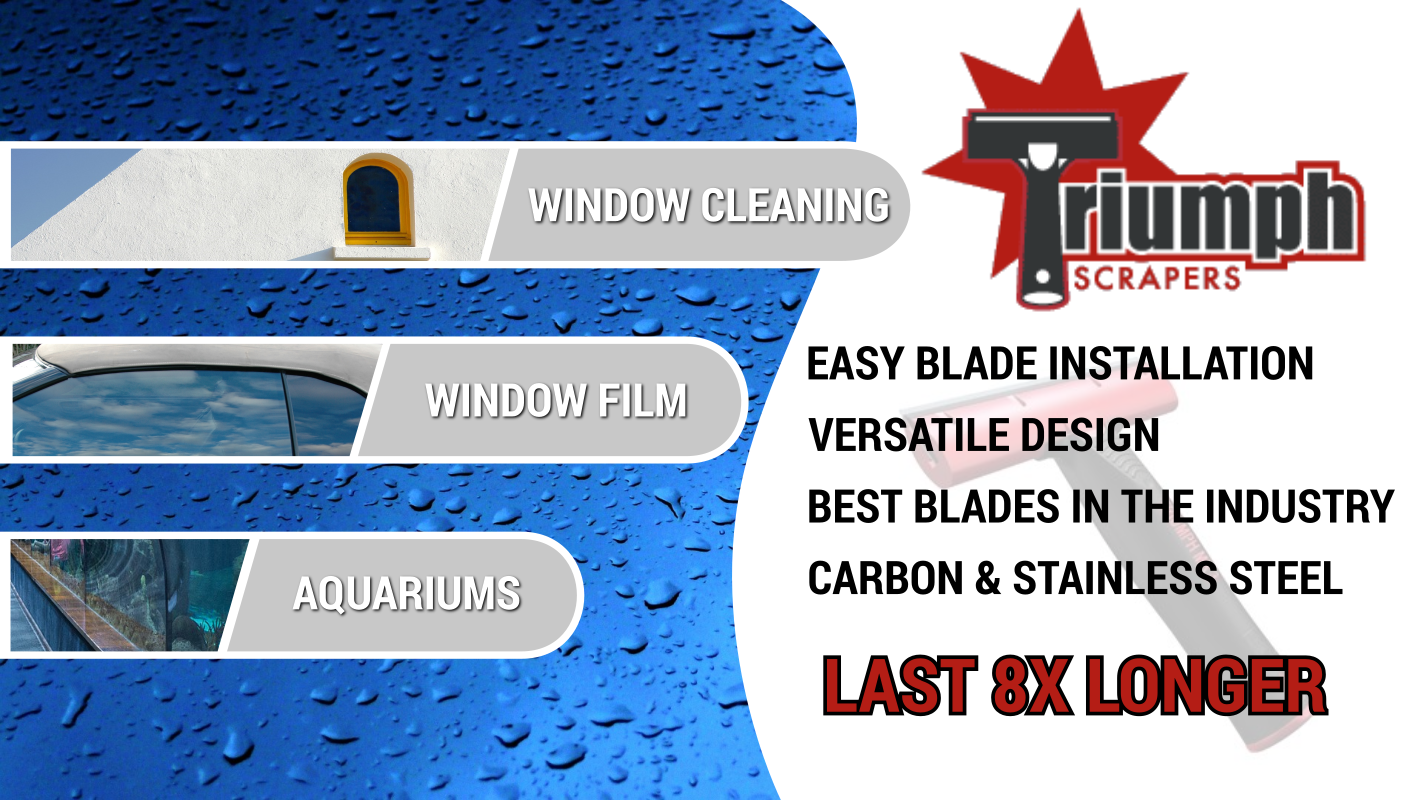 WINDOW CLEANING
WINDOW FILM
AQUARIUMS
Triumph
SCRAPERS
EASY BLADE INSTALLATION
VERSATILE DESIGN
BEST BLADES IN THE INDUSTRY
CARBON & STAINLESS STEEL
LAST 8X LONGER